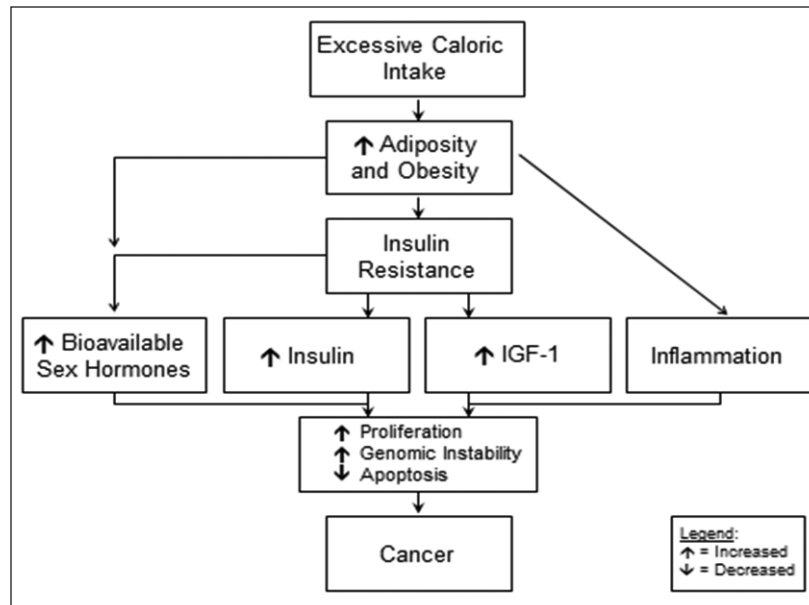 Excessive Caloric
Intake
↑ Adiposity
and Obesity
Insulin
Resistance
↑ Bioavailable
Sex Hormones
↑ Insulin
↑ IGF-1
Inflammation
↑ Proliferation
↑ Genomic Instability
↓ Apoptosis
Cancer
Legend:
↑ = Increased
↓ = Decreased